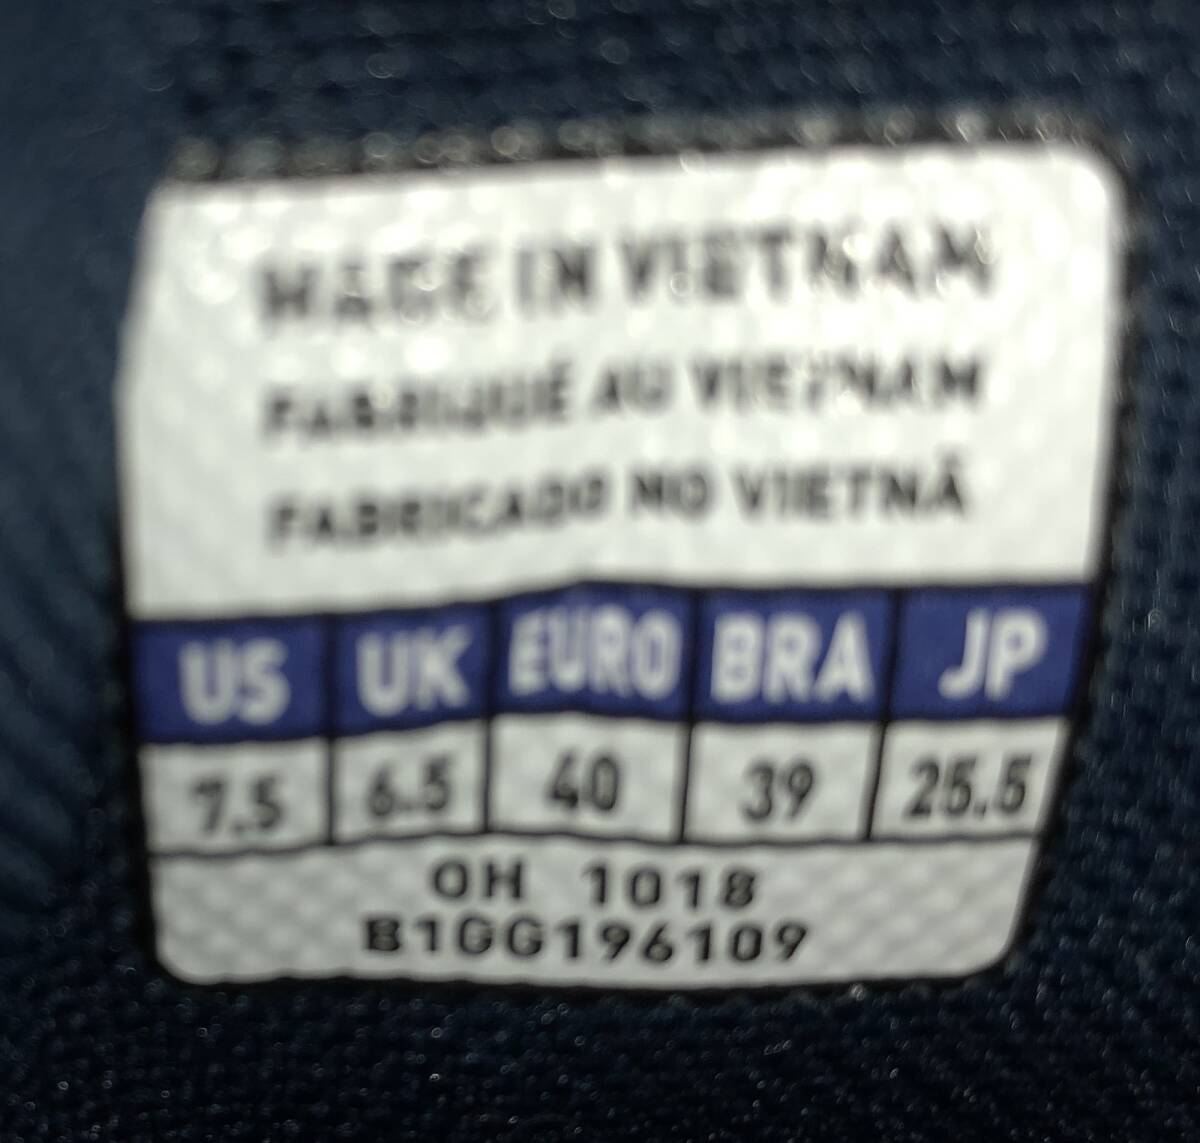 MADE IN VIETNAM
FABRIQUÉ AU VIETNAM
FABRICADO NO VIETNÃ
US UK EURO BRA JP
7.5 6.5 40 39 25.5
OH 1018
B1GG196109